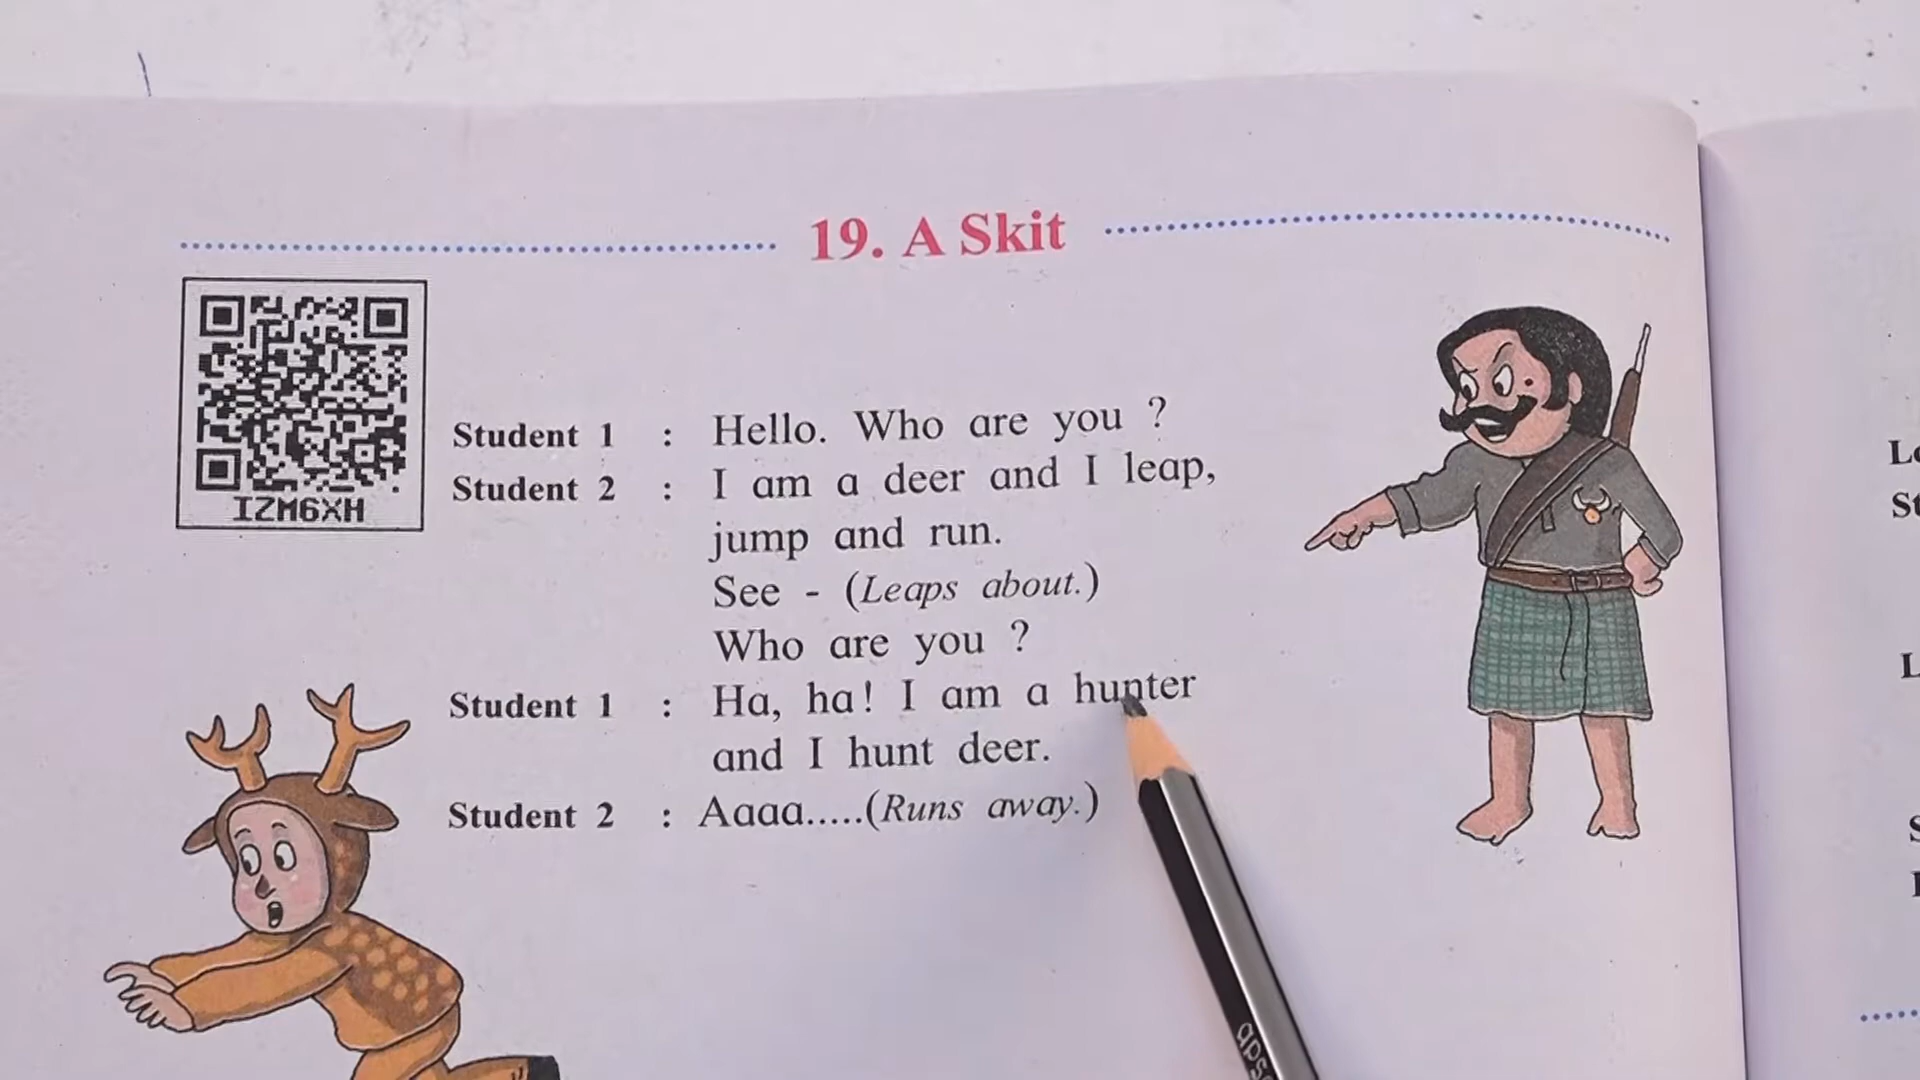 19. A Skit
IZM6XH
Student 1 : Hello. Who are you ?
Student 2 : I am a deer and I leap,
jump and run.
See - (Leaps about.)
Who are you ?
Student 1 : Ha, ha! I am a hunter
and I hunt deer.
Student 2 : Aaaa.....(Runs away.)